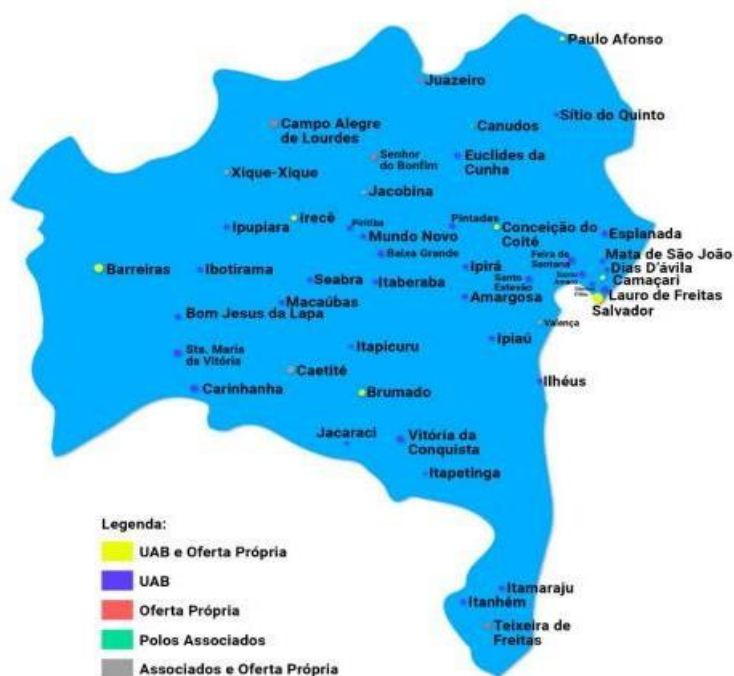 Paulo Afonso
Juazeiro
Sítio do Quinto
Campo Alegre
de Lourdes
Canudos
Senhor
do Bonfim
Euclides da
Cunha
Xique-Xique
Jacobina
Irecê
Piritiba
Pintadas
Conceição do
Coité
Ipupiara
Mundo Novo
Esplanada
Baixa Grande
Feira de
Santana
Mata de São João
Barreiras
Ibotirama
Ipirá
Dias D'ávila
Seabra
Itaberaba
Santo
Estevão
Santo
Amaro
Camaçari
Macaúbas
Amargosa
Lauro de Freitas
Salvador
Bom Jesus da Lapa
Valença
Ipiaú
Sta. Maria
da Vitória
Itapicuru
Caetité
Ilhéus
Carinhanha
Brumado
Jacaraci
Vitória da
Conquista
Itapetinga
Legenda:
UAB e Oferta Própria
UAB
Oferta Própria
Polos Associados
Associados e Oferta Própria
Itamaraju
Itanhém
Teixeira de
Freitas